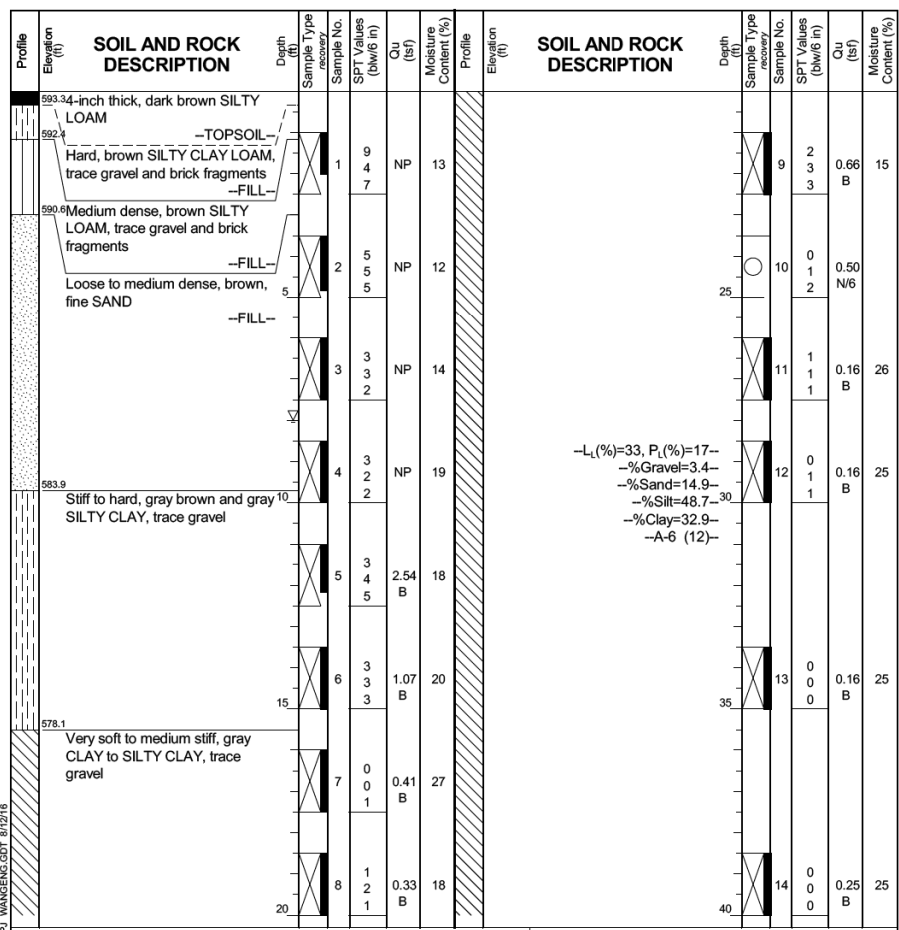 Profile
Elevation
(ft)
SOIL AND ROCK
DESCRIPTION
Depth
(ft)
Sample Type
recovery
Sample No.
SPT Values
(blw/6 in)
Qu
(tsf)
Moisture
Content (%)
Profile
Elevation
(ft)
SOIL AND ROCK
DESCRIPTION
Depth
(ft)
Sample Type
recovery
Sample No.
SPT Values
(blw/6 in)
Qu
(tsf)
Moisture
Content (%)
593.3
4-inch thick, dark brown SILTY
LOAM
--TOPSOIL--
592.4
Hard, brown SILTY CLAY LOAM,
trace gravel and brick fragments
--FILL--
1
9
4
7
NP
13
590.6
Medium dense, brown SILTY
LOAM, trace gravel and brick
fragments
--FILL--
2
5
5
5
NP
12
Loose to medium dense, brown,
fine SAND
--FILL--
5
3
3
3
2
NP
14
4
3
2
2
NP
19
583.9
Stiff to hard, gray brown and gray
SILTY CLAY, trace gravel
10
5
3
4
5
2.54
B
18
6
3
3
3
1.07
B
20
15
578.1
Very soft to medium stiff, gray
CLAY to SILTY CLAY, trace
gravel
7
0
0
1
0.41
B
27
8
1
2
1
0.33
B
18
20
9
2
3
3
0.66
B
15
10
0
1
2
0.50
N/6
25
11
1
1
1
0.16
B
26
--LL(%)=33, PL(%)=17--
--%Gravel=3.4--
--%Sand=14.9--
--%Silt=48.7--
--%Clay=32.9--
--A-6 (12)--
12
0
1
1
0.16
B
25
30
13
0
0
0
0.16
B
25
35
14
0
0
0
0.25
B
25
40
WANGENG.GDT 8/12/16